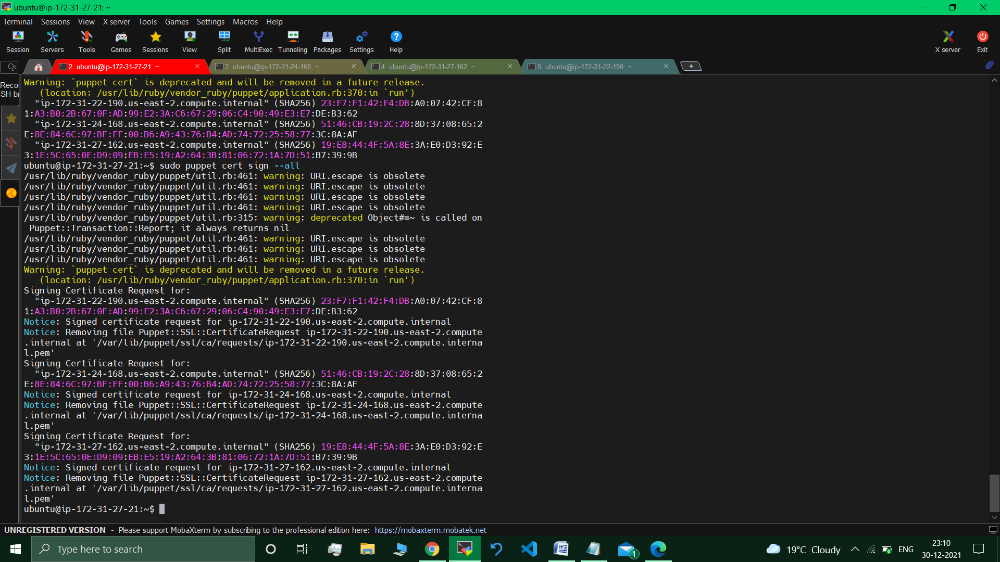 ubuntu@ip-172-31-27-21: ~
Terminal Sessions View X server Tools Games Settings Macros Help
Session Servers Tools Games Sessions View Split MultiExec Tunneling Packages Settings Help X server Exit
2. ubuntu@ip-172-31-27-21: ~ 3. ubuntu@ip-172-31-24-168: ~ 4. ubuntu@ip-172-31-27-162: ~ 5. ubuntu@ip-172-31-22-190: ~
Warning: `puppet cert` is deprecated and will be removed in a future release.
(location: /usr/lib/ruby/vendor_ruby/puppet/application.rb:370:in `run')
"ip-172-31-22-190.us-east-2.compute.internal" (SHA256) 23:F7:F1:42:F4:DB:A0:07:42:CF:8
1:A3:B0:2B:67:0F:AD:99:E2:3A:C6:67:29:06:C4:90:49:E3:E7:DE:B3:62
"ip-172-31-24-168.us-east-2.compute.internal" (SHA256) 51:46:CB:19:2C:28:8D:37:08:65:2
E:8E:84:6C:97:BF:FF:00:B6:A9:43:76:B4:AD:74:72:25:58:77:3C:8A:AF
"ip-172-31-27-162.us-east-2.compute.internal" (SHA256) 19:E8:44:4F:5A:8E:3A:E0:D3:92:E
3:1E:5C:65:0E:D9:09:EB:E5:19:A2:64:3B:81:06:72:1A:7D:51:B7:39:9B
ubuntu@ip-172-31-27-21:~$ sudo puppet cert sign --all
/usr/lib/ruby/vendor_ruby/puppet/util.rb:461: warning: URI.escape is obsolete
/usr/lib/ruby/vendor_ruby/puppet/util.rb:461: warning: URI.escape is obsolete
/usr/lib/ruby/vendor_ruby/puppet/util.rb:461: warning: URI.escape is obsolete
/usr/lib/ruby/vendor_ruby/puppet/util.rb:461: warning: URI.escape is obsolete
/usr/lib/ruby/vendor_ruby/puppet/util.rb:315: warning: deprecated Object#=~ is called on
Puppet::Transaction::Report; it always returns nil
/usr/lib/ruby/vendor_ruby/puppet/util.rb:461: warning: URI.escape is obsolete
/usr/lib/ruby/vendor_ruby/puppet/util.rb:461: warning: URI.escape is obsolete
/usr/lib/ruby/vendor_ruby/puppet/util.rb:461: warning: URI.escape is obsolete
Warning: `puppet cert` is deprecated and will be removed in a future release.
(location: /usr/lib/ruby/vendor_ruby/puppet/application.rb:370:in `run')
Signing Certificate Request for:
"ip-172-31-22-190.us-east-2.compute.internal" (SHA256) 23:F7:F1:42:F4:DB:A0:07:42:CF:8
1:A3:B0:2B:67:0F:AD:99:E2:3A:C6:67:29:06:C4:90:49:E3:E7:DE:B3:62
Notice: Signed certificate request for ip-172-31-22-190.us-east-2.compute.internal
Notice: Removing file Puppet::SSL::CertificateRequest ip-172-31-22-190.us-east-2.compute
.internal at '/var/lib/puppet/ssl/ca/requests/ip-172-31-22-190.us-east-2.compute.interna
l.pem'
Signing Certificate Request for:
"ip-172-31-24-168.us-east-2.compute.internal" (SHA256) 51:46:CB:19:2C:28:8D:37:08:65:2
E:8E:84:6C:97:BF:FF:00:B6:A9:43:76:B4:AD:74:72:25:58:77:3C:8A:AF
Notice: Signed certificate request for ip-172-31-24-168.us-east-2.compute.internal
Notice: Removing file Puppet::SSL::CertificateRequest ip-172-31-24-168.us-east-2.compute
.internal at '/var/lib/puppet/ssl/ca/requests/ip-172-31-24-168.us-east-2.compute.interna
l.pem'
Signing Certificate Request for:
"ip-172-31-27-162.us-east-2.compute.internal" (SHA256) 19:E8:44:4F:5A:8E:3A:E0:D3:92:E
3:1E:5C:65:0E:D9:09:EB:E5:19:A2:64:3B:81:06:72:1A:7D:51:B7:39:9B
Notice: Signed certificate request for ip-172-31-27-162.us-east-2.compute.internal
Notice: Removing file Puppet::SSL::CertificateRequest ip-172-31-27-162.us-east-2.compute
.internal at '/var/lib/puppet/ssl/ca/requests/ip-172-31-27-162.us-east-2.compute.interna
l.pem'
ubuntu@ip-172-31-27-21:~$
UNREGISTERED VERSION - Please support MobaXterm by subscribing to the professional edition here: https://mobaxterm.mobatek.net
Type here to search 1 19°C Cloudy ENG 23:10
30-12-2021